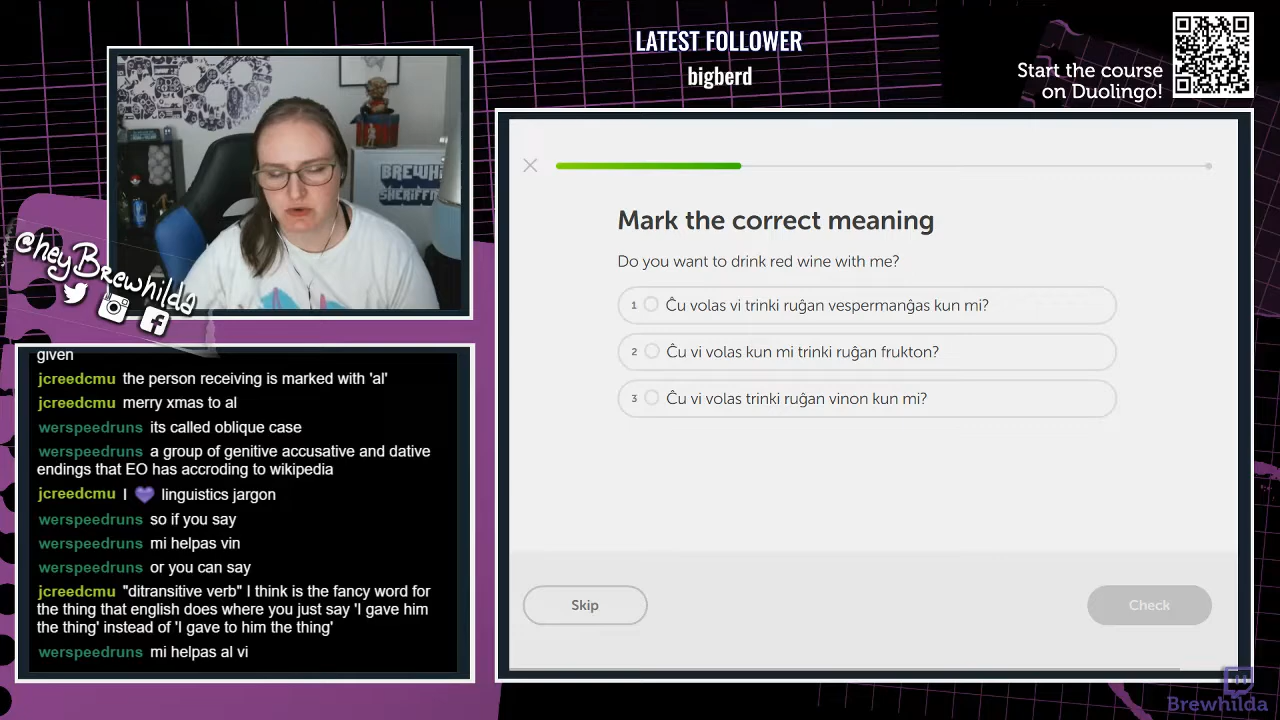 LATEST FOLLOWER
bigberd
Start the course
on Duolingo!
BREWHI
SHERIFF
@heyBrewhilda
given
jcreedcmu the person receiving is marked with 'al'
jcreedcmu merry xmas to al
werspeedruns its called oblique case
werspeedruns a group of genitive accusative and dative
endings that EO has accroding to wikipedia
jcreedcmu I 💜 linguistics jargon
werspeedruns so if you say
werspeedruns mi helpas vin
werspeedruns or you can say
jcreedcmu "ditransitive verb" I think is the fancy word for
the thing that english does where you just say 'I gave him
the thing' instead of 'I gave to him the thing'
werspeedruns mi helpas al vi
Mark the correct meaning
Do you want to drink red wine with me?
1 Ĉu volas vi trinki ruĝan vespermanĝas kun mi?
2 Ĉu vi volas kun mi trinki ruĝan frukton?
3 Ĉu vi volas trinki ruĝan vinon kun mi?
Skip
Check
Brewhilda